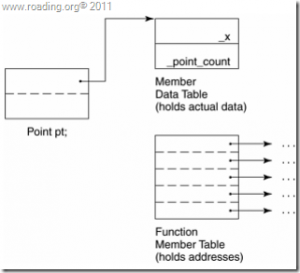 www.roading.org® 2011
_x
_point_count
Point pt;
Member
Data Table
(holds actual data)
...
...
...
...
...
Function
Member Table
(holds addresses)